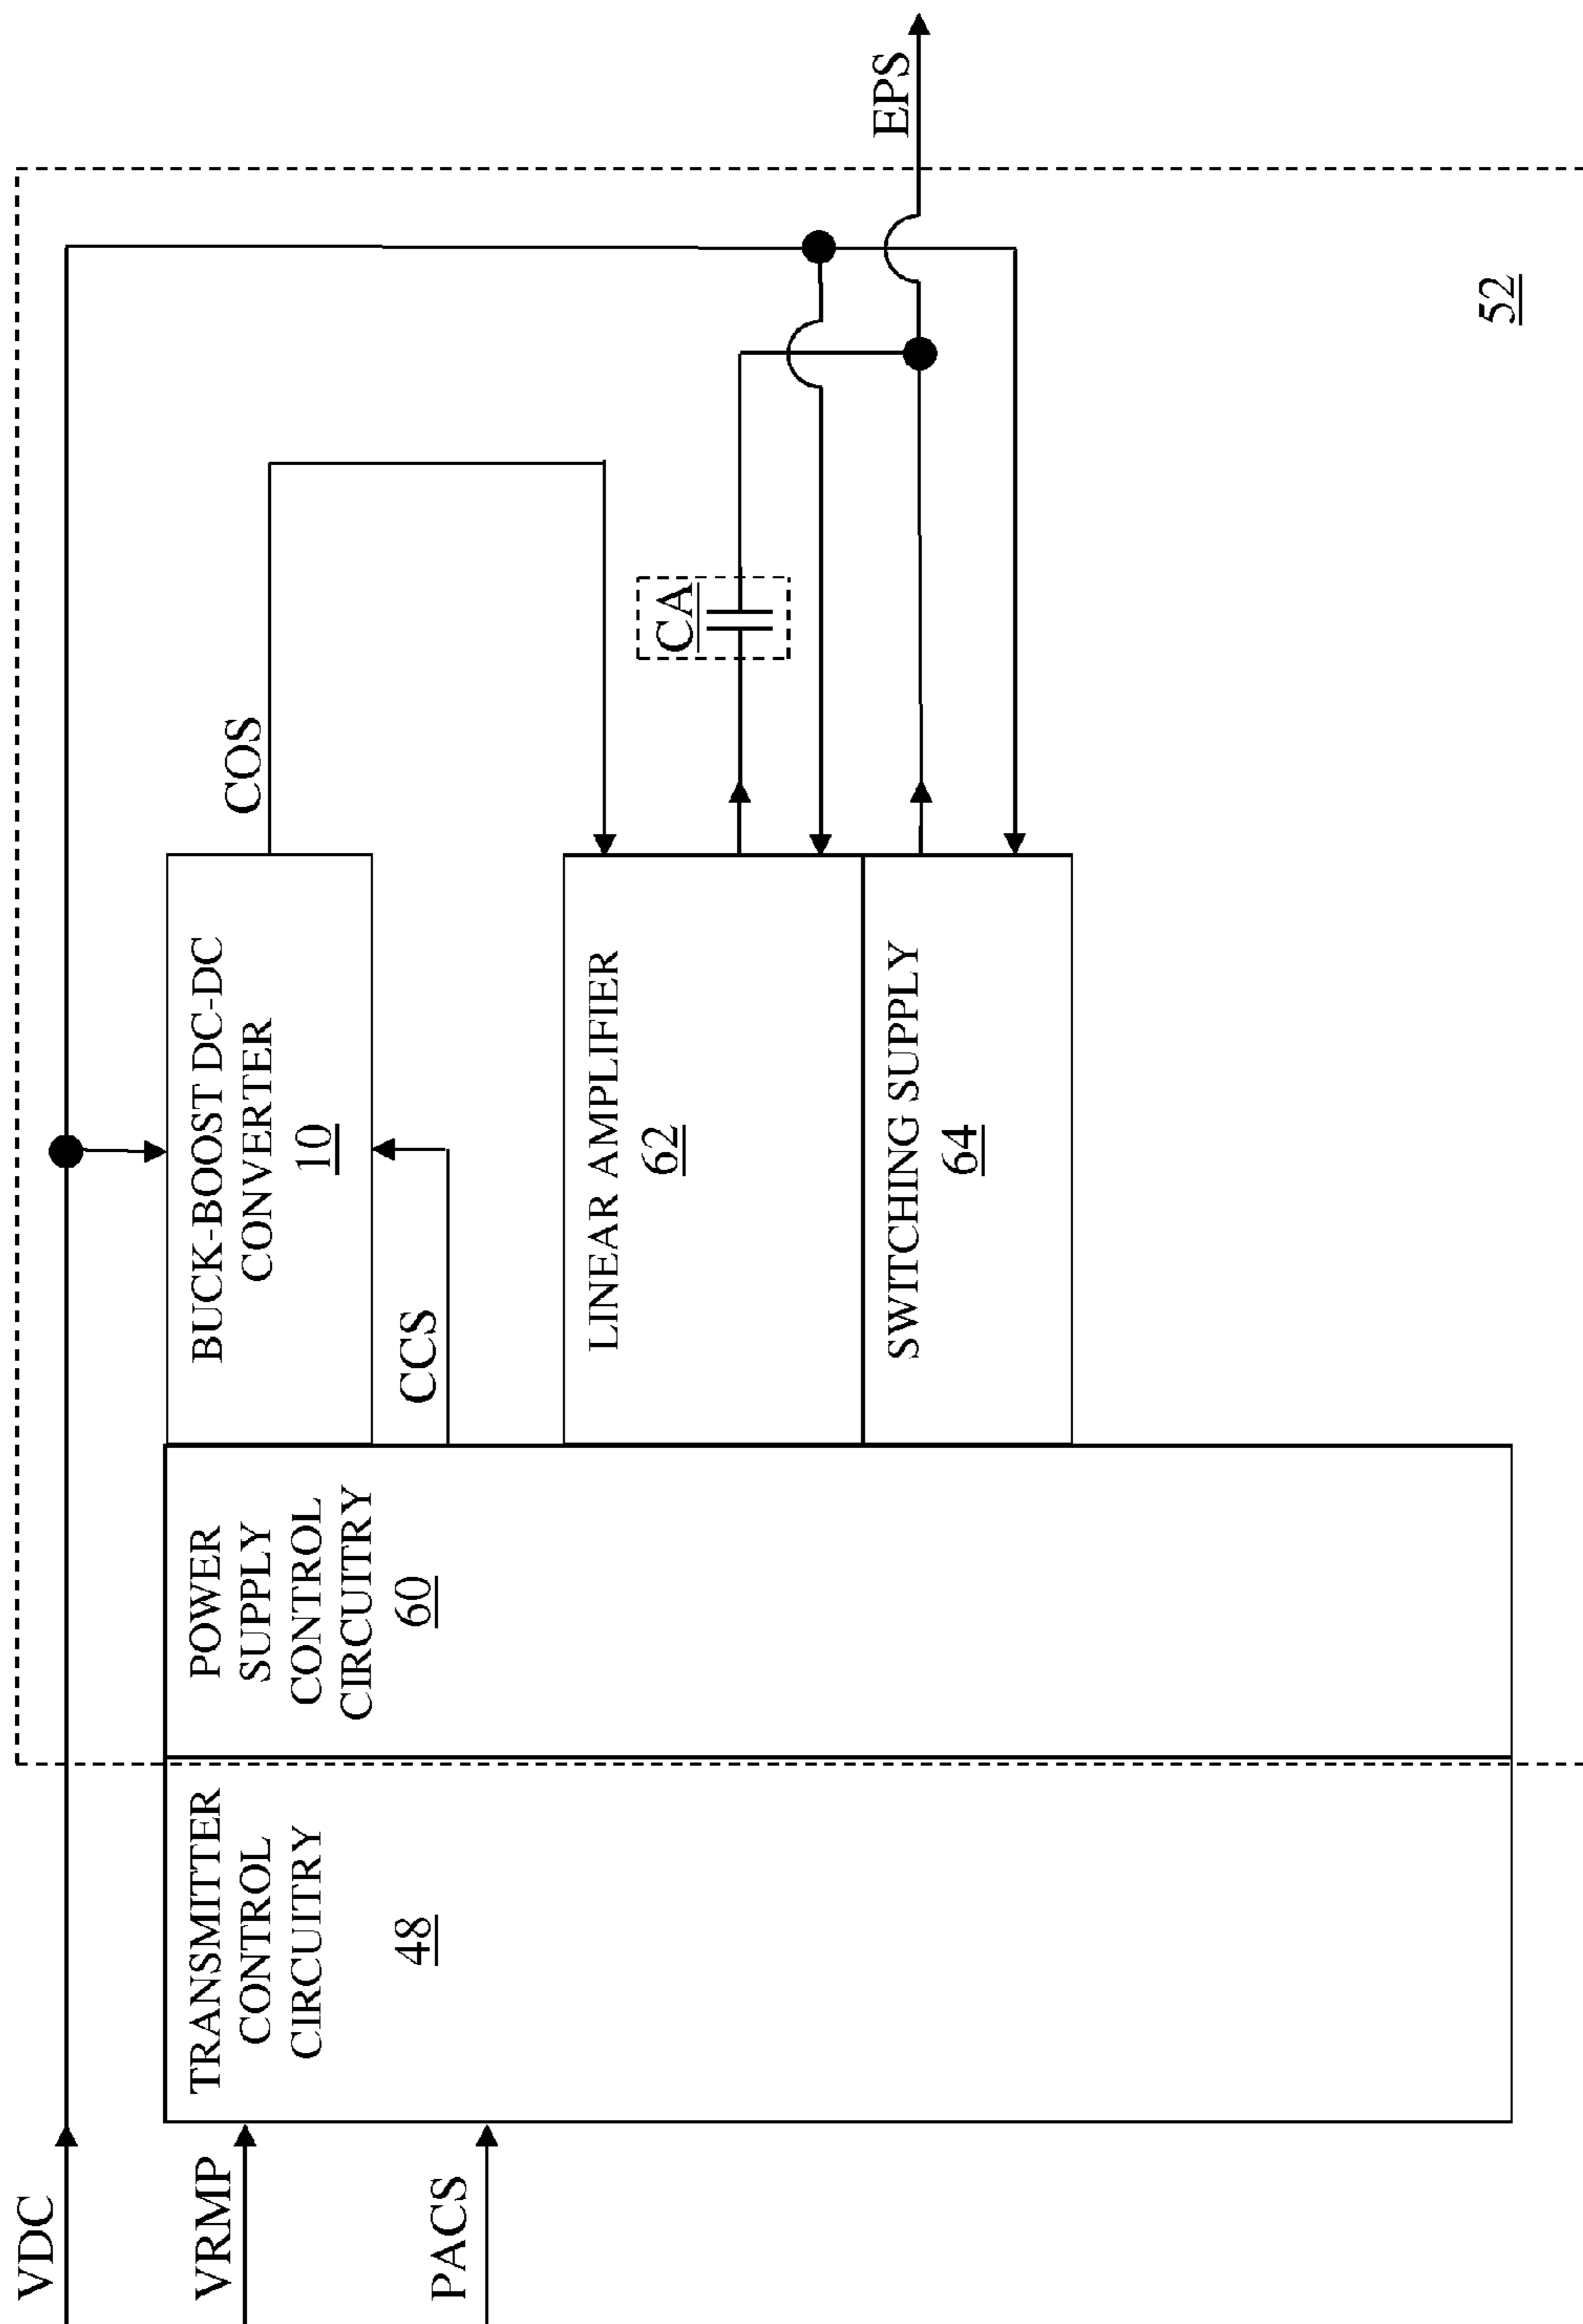 VDC
VRMP
PACS
TRANSMITTER
CONTROL
CIRCUITRY
48
POWER
SUPPLY
CONTROL
CIRCUITRY
60
BUCK-BOOST DC-DC
CONVERTER
10
CCS
COS
LINEAR AMPLIFIER
62
SWITCHING SUPPLY
64
CA
EPS
52